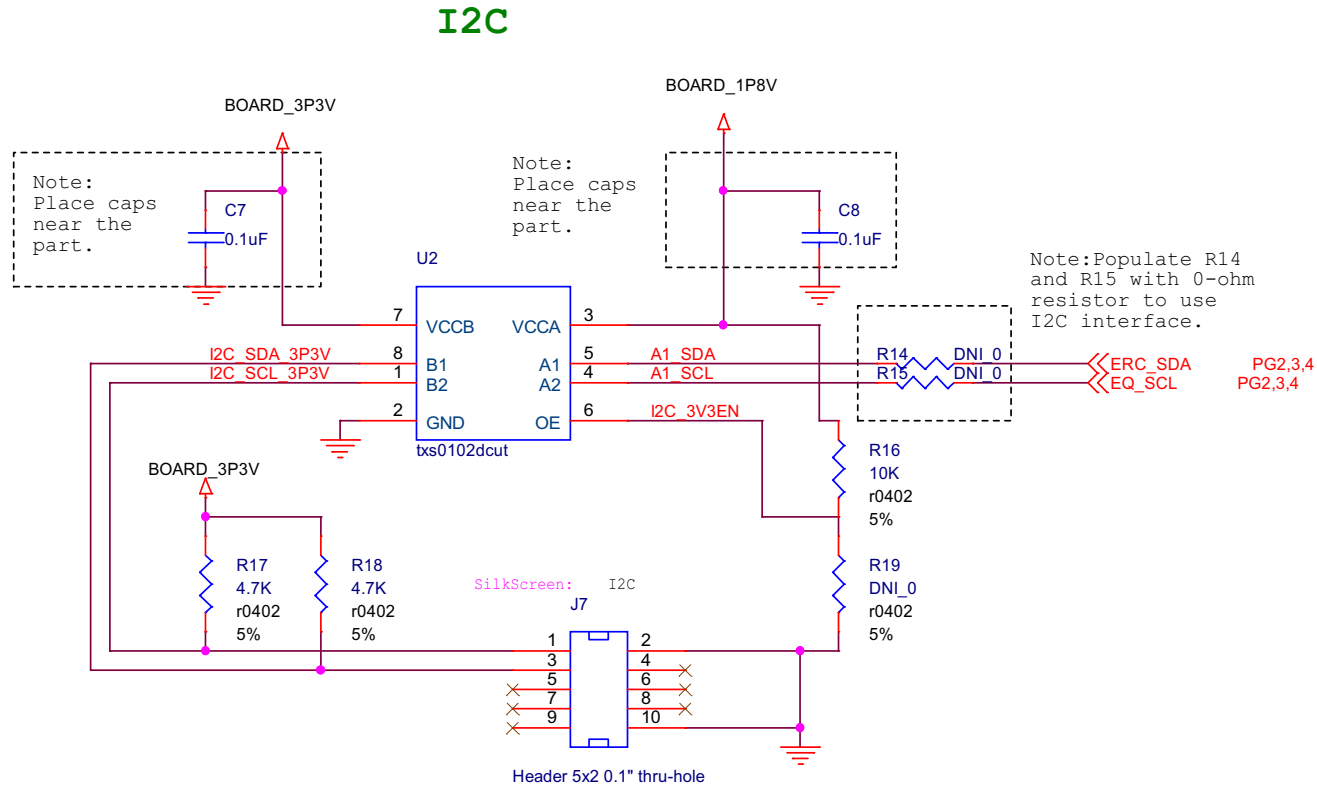 I2C
BOARD_3P3V
BOARD_1P8V
Note:
Place caps
near the
part.
C7
0.1uF
Note:
Place caps
near the
part.
C8
0.1uF
Note:Populate R14
and R15 with 0-ohm
resistor to use
I2C interface.
U2
7 VCCB VCCA 3
I2C_SDA_3P3V 8 B1 A1 5 A1_SDA R14 DNI_0 ERC_SDA PG2,3,4
I2C_SCL_3P3V 1 B2 A2 4 A1_SCL R15 DNI_0 EQ_SCL PG2,3,4
2 GND OE 6 I2C_3V3EN
txs0102dcut
R16
10K
r0402
5%
BOARD_3P3V
R17
4.7K
r0402
5%
R18
4.7K
r0402
5%
R19
DNI_0
r0402
5%
SilkScreen: I2C
J7
1 2
3 4
5 6
7 8
9 10
Header 5x2 0.1" thru-hole